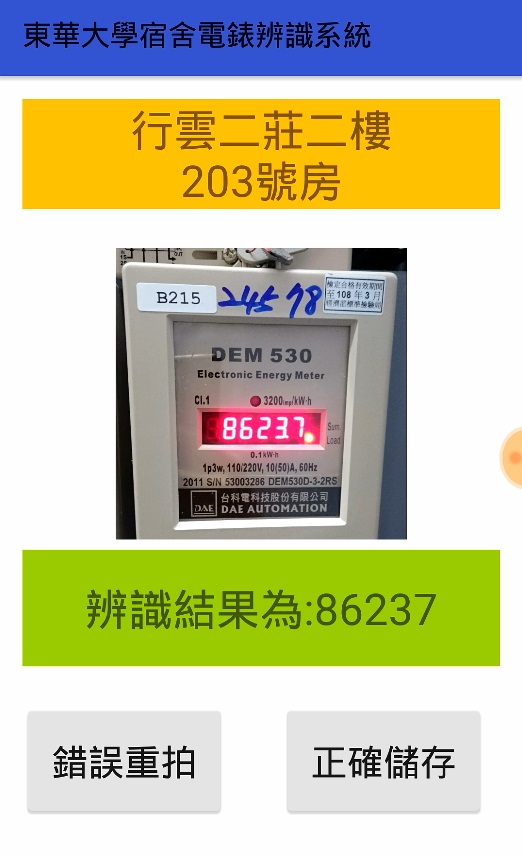 東華大學宿舍電錶辨識系統
行雲二莊二樓
203號房
B215
24578
檢定合格有效期間
至 108 年 3 月
經濟部標準檢驗局
DEM 530
Electronic Energy Meter
Cl.1
3200imp/kW·h
86237
Sum
Load
0.1kW·h
1p3w, 110/220V, 10(50)A, 60Hz
2011 S/N 53003286 DEM530D-3-2RS
DAE
台科電科技股份有限公司
DAE AUTOMATION
辨識結果為:86237
錯誤重拍
正確儲存